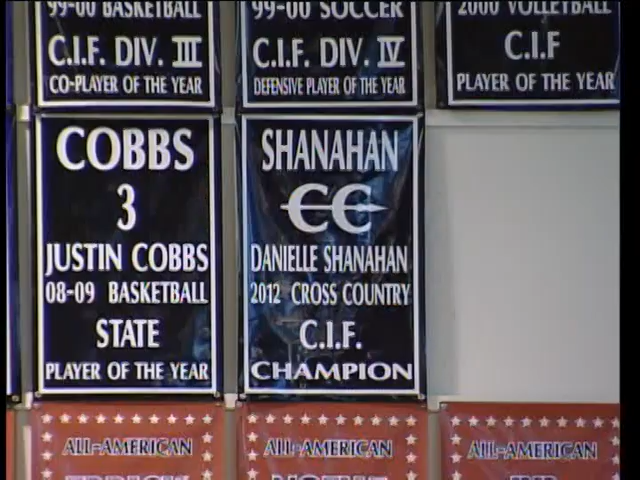 99-00 BASKETBALL
C.I.F. DIV. III
CO-PLAYER OF THE YEAR
99-00 SOCCER
C.I.F. DIV. IV
DEFENSIVE PLAYER OF THE YEAR
2000 VOLLEYBALL
C.I.F
PLAYER OF THE YEAR
COBBS
3
JUSTIN COBBS
08-09 BASKETBALL
STATE
PLAYER OF THE YEAR
SHANAHAN
CC
DANIELLE SHANAHAN
2012 CROSS COUNTRY
C.I.F.
CHAMPION
ALL-AMERICAN
ALL-AMERICAN
ALL-AMERICAN